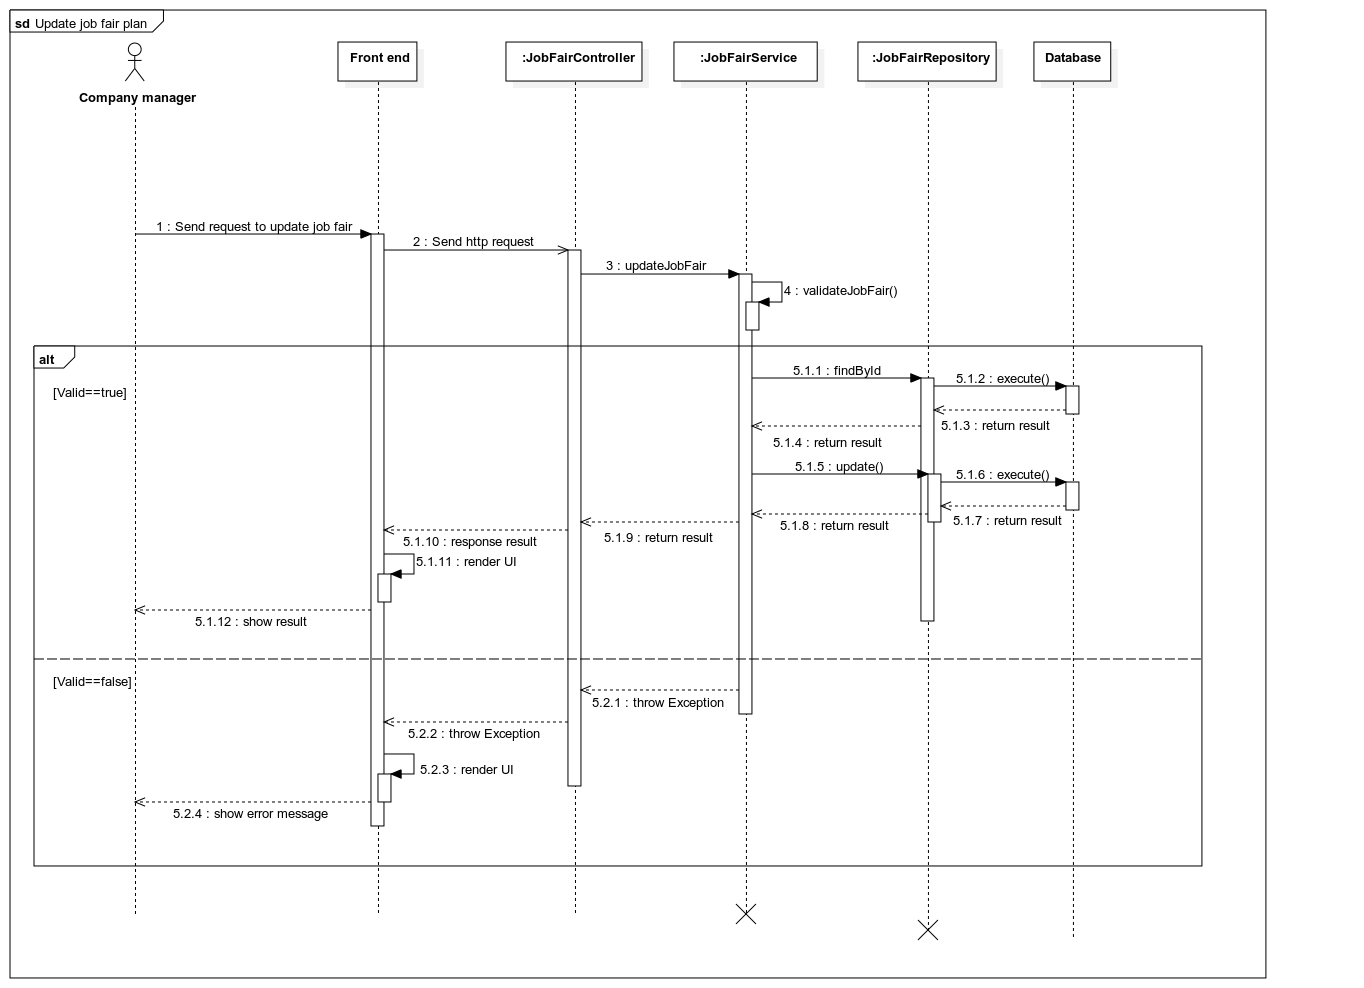 sd Update job fair plan
Front end
:JobFairController
:JobFairService
:JobFairRepository
Database
Company manager
1 : Send request to update job fair
2 : Send http request
3 : updateJobFair
4 : validateJobFair()
alt
[Valid==true]
5.1.1 : findById
5.1.2 : execute()
5.1.3 : return result
5.1.4 : return result
5.1.5 : update()
5.1.6 : execute()
5.1.7 : return result
5.1.8 : return result
5.1.9 : return result
5.1.10 : response result
5.1.11 : render UI
5.1.12 : show result
[Valid==false]
5.2.1 : throw Exception
5.2.2 : throw Exception
5.2.3 : render UI
5.2.4 : show error message